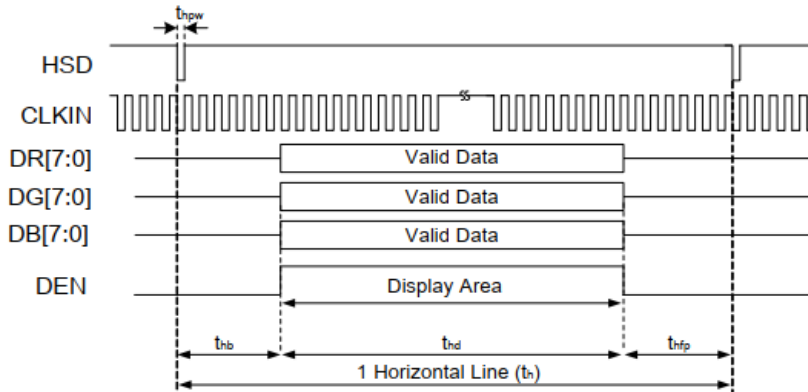 thpw
HSD
CLKIN
DR[7:0] Valid Data
DG[7:0] Valid Data
DB[7:0] Valid Data
DEN Display Area
thb thd thfp
1 Horizontal Line (th)